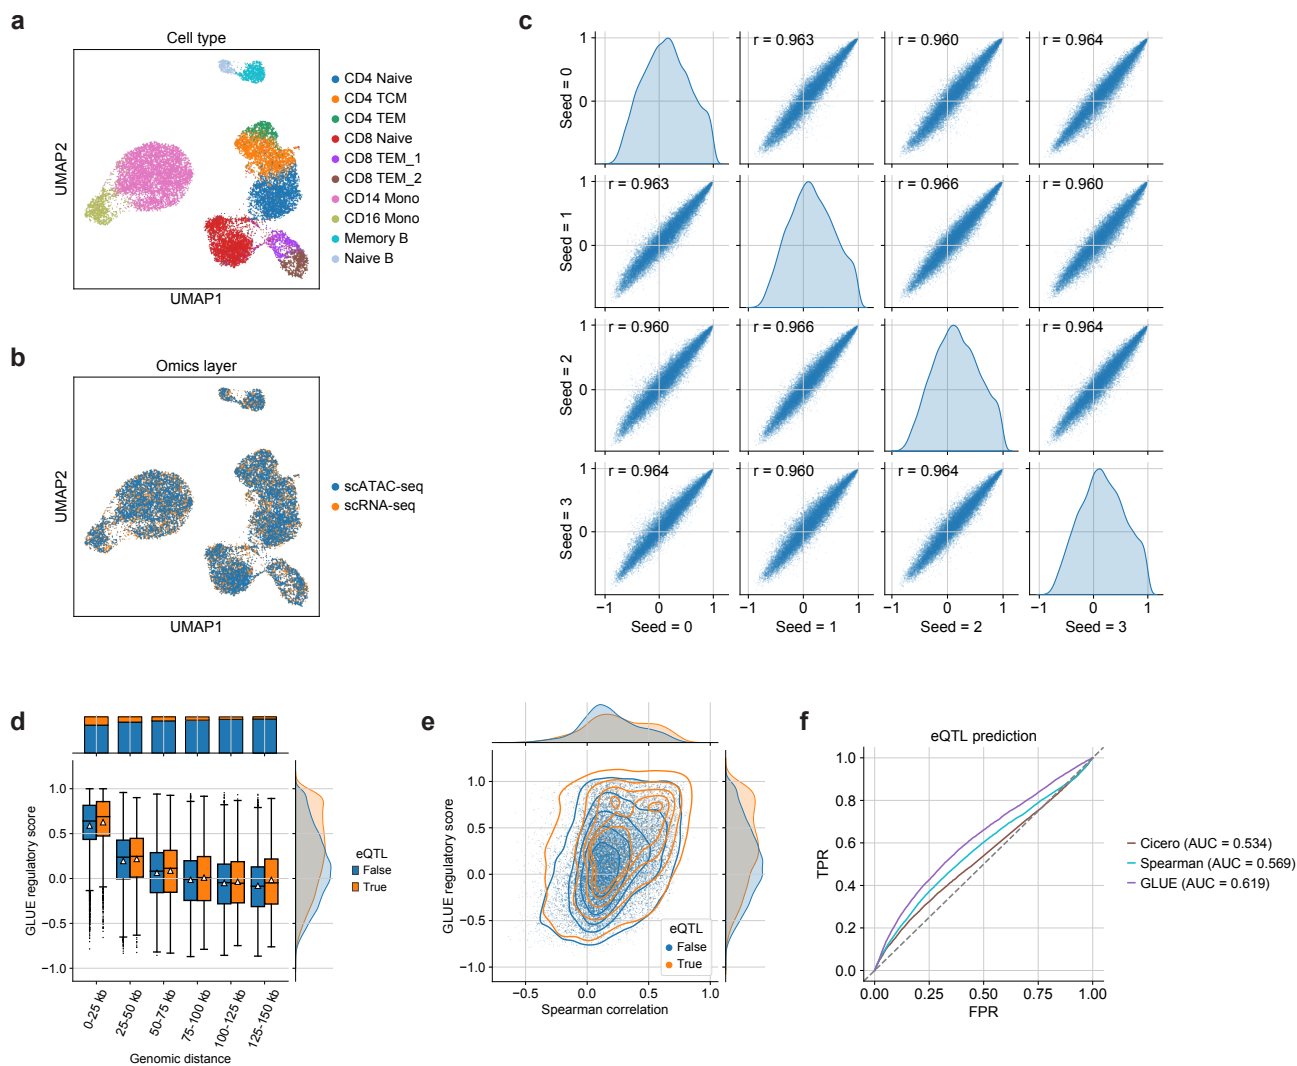 a
Cell type
UMAP2
UMAP1
CD4 Naive
CD4 TCM
CD4 TEM
CD8 Naive
CD8 TEM_1
CD8 TEM_2
CD14 Mono
CD16 Mono
Memory B
Naive B
b
Omics layer
UMAP2
UMAP1
scATAC-seq
scRNA-seq
c
r = 0.963
r = 0.960
r = 0.964
1
0
Seed = 0
r = 0.963
r = 0.966
r = 0.960
1
0
Seed = 1
r = 0.960
r = 0.966
r = 0.964
1
0
Seed = 2
r = 0.964
r = 0.960
r = 0.964
1
0
Seed = 3
−1 0 1 −1 0 1 −1 0 1 −1 0 1
Seed = 0 Seed = 1 Seed = 2 Seed = 3
d
1.0
0.5
0.0
−0.5
−1.0
GLUE regulatory score
0-25 kb
25-50 kb
50-75 kb
75-100 kb
100-125 kb
125-150 kb
Genomic distance
eQTL
False
True
e
1.0
0.5
0.0
−0.5
−1.0
GLUE regulatory score
eQTL
False
True
−0.5 0.0 0.5 1.0
Spearman correlation
f
eQTL prediction
1.0
0.8
0.6
0.4
0.2
0.0
TPR
0.00 0.25 0.50 0.75 1.00
FPR
Cicero (AUC = 0.534)
Spearman (AUC = 0.569)
GLUE (AUC = 0.619)